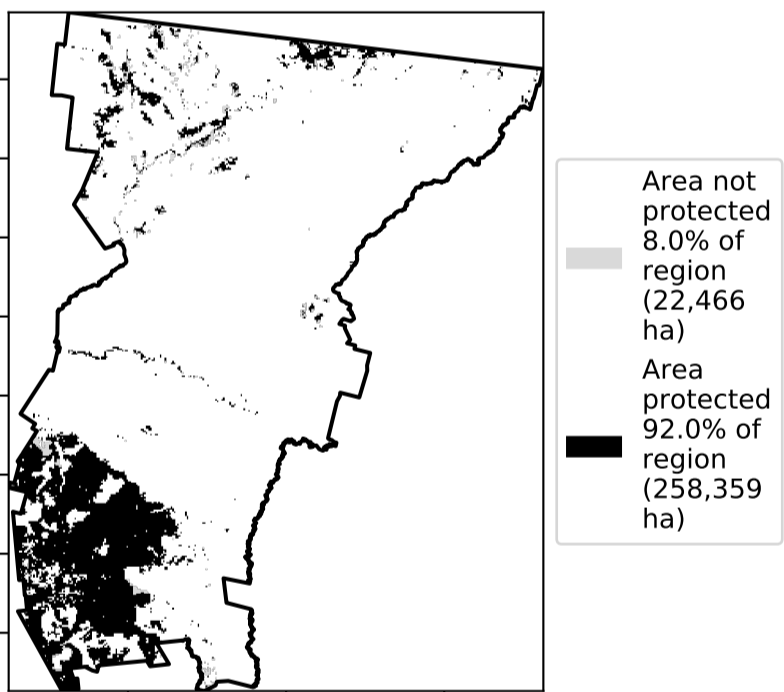 Area not
protected
8.0% of
region
(22,466
ha)
Area
protected
92.0% of
region
(258,359
ha)